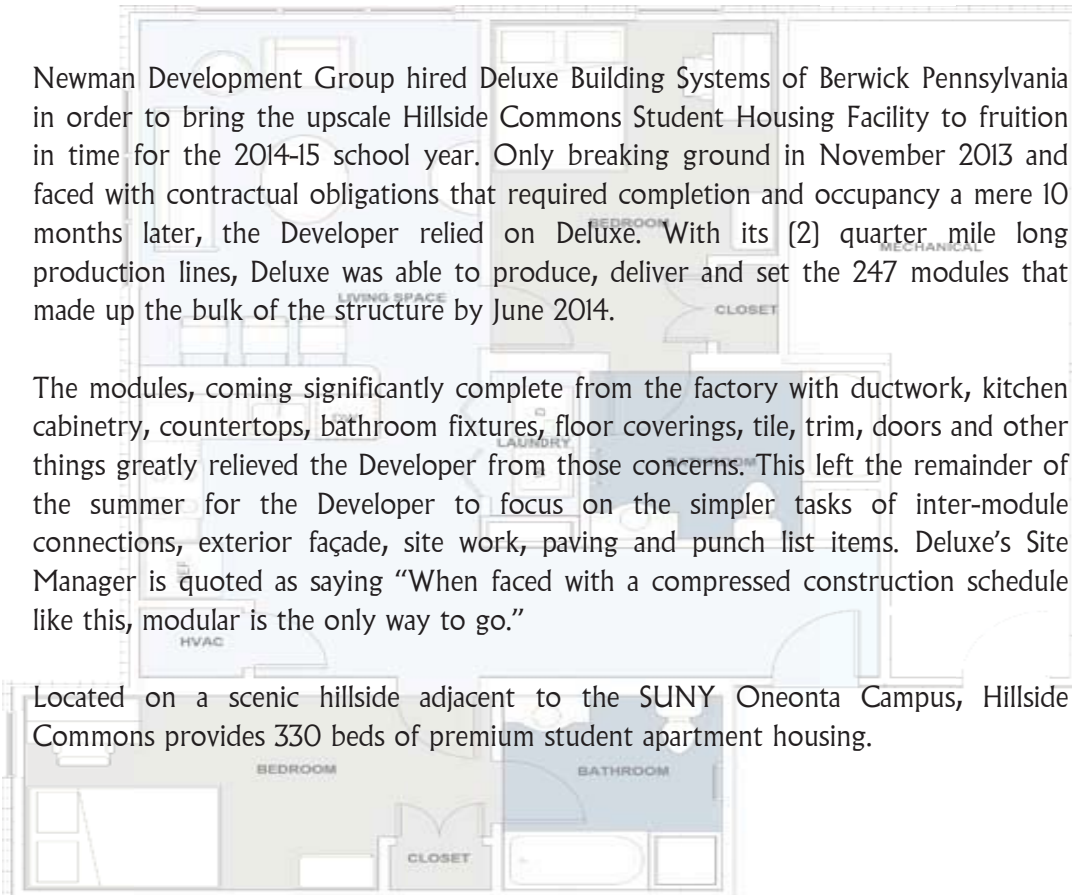 Newman Development Group hired Deluxe Building Systems of Berwick Pennsylvania
in order to bring the upscale Hillside Commons Student Housing Facility to fruition
in time for the 2014-15 school year. Only breaking ground in November 2013 and
faced with contractual obligations that required completion and occupancy a mere 10
months later, the Developer relied on Deluxe. With its (2) quarter mile long
production lines, Deluxe was able to produce, deliver and set the 247 modules that
made up the bulk of the structure by June 2014.
BEDROOM
MECHANICAL
LIVING SPACE
CLOSET
The modules, coming significantly complete from the factory with ductwork, kitchen
cabinetry, countertops, bathroom fixtures, floor coverings, tile, trim, doors and other
things greatly relieved the Developer from those concerns. This left the remainder of
the summer for the Developer to focus on the simpler tasks of inter-module
connections, exterior façade, site work, paving and punch list items. Deluxe’s Site
Manager is quoted as saying “When faced with a compressed construction schedule
like this, modular is the only way to go.”
LAUNDRY
BATHROOM
HVAC
Located on a scenic hillside adjacent to the SUNY Oneonta Campus, Hillside
Commons provides 330 beds of premium student apartment housing.
BEDROOM
BATHROOM
CLOSET